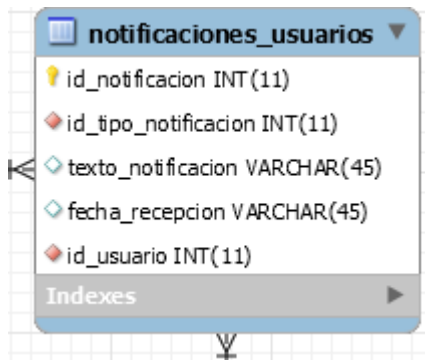 notificaciones_usuarios
id_notificacion INT(11)
id_tipo_notificacion INT(11)
texto_notificacion VARCHAR(45)
fecha_recepcion VARCHAR(45)
id_usuario INT(11)
Indexes